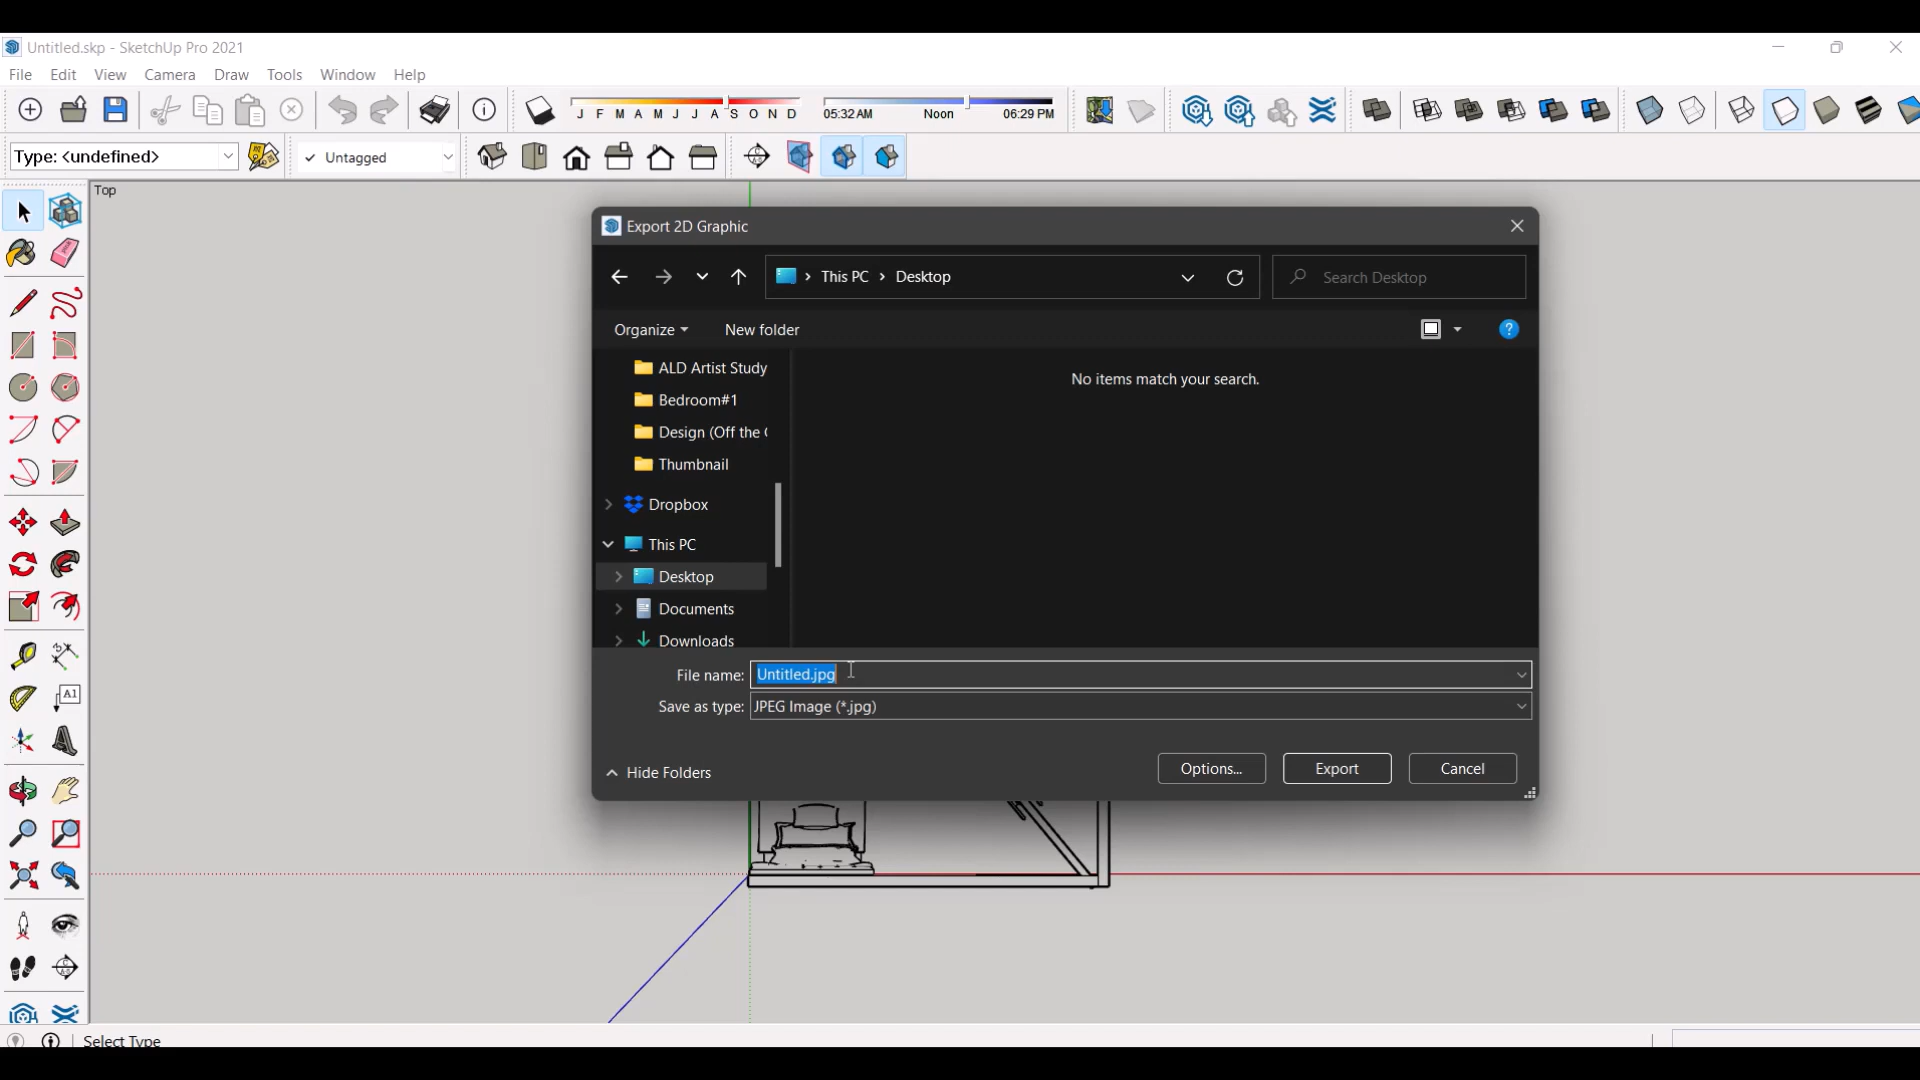 Untitled.skp - SketchUp Pro 2021
File Edit View Camera Draw Tools Window Help
J F M A M J J A S O N D
05:32AM Noon 06:29 PM
Type: <undefined>
✓ Untagged
Top
Export 2D Graphic
This PC > Desktop
Search Desktop
Organize
New folder
ALD Artist Study
Bedroom#1
Design (Off the
Thumbnail
Dropbox
This PC
Desktop
Documents
Downloads
No items match your search.
File name: Untitled.jpg
Save as type: JPEG Image (*.jpg)
Hide Folders
Options...
Export
Cancel
A1
Select Type